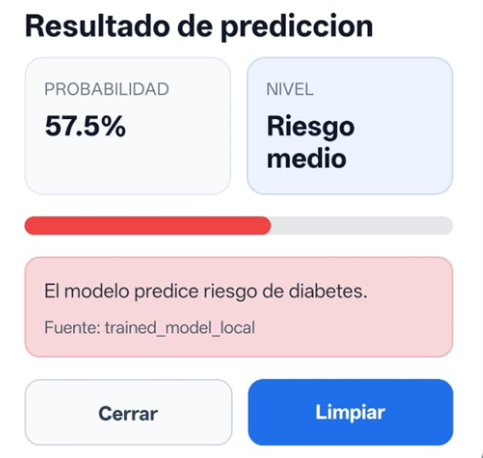 Resultado de prediccion
PROBABILIDAD
57.5%
NIVEL
Riesgo
medio
El modelo predice riesgo de diabetes.
Fuente: trained_model_local
Cerrar
Limpiar